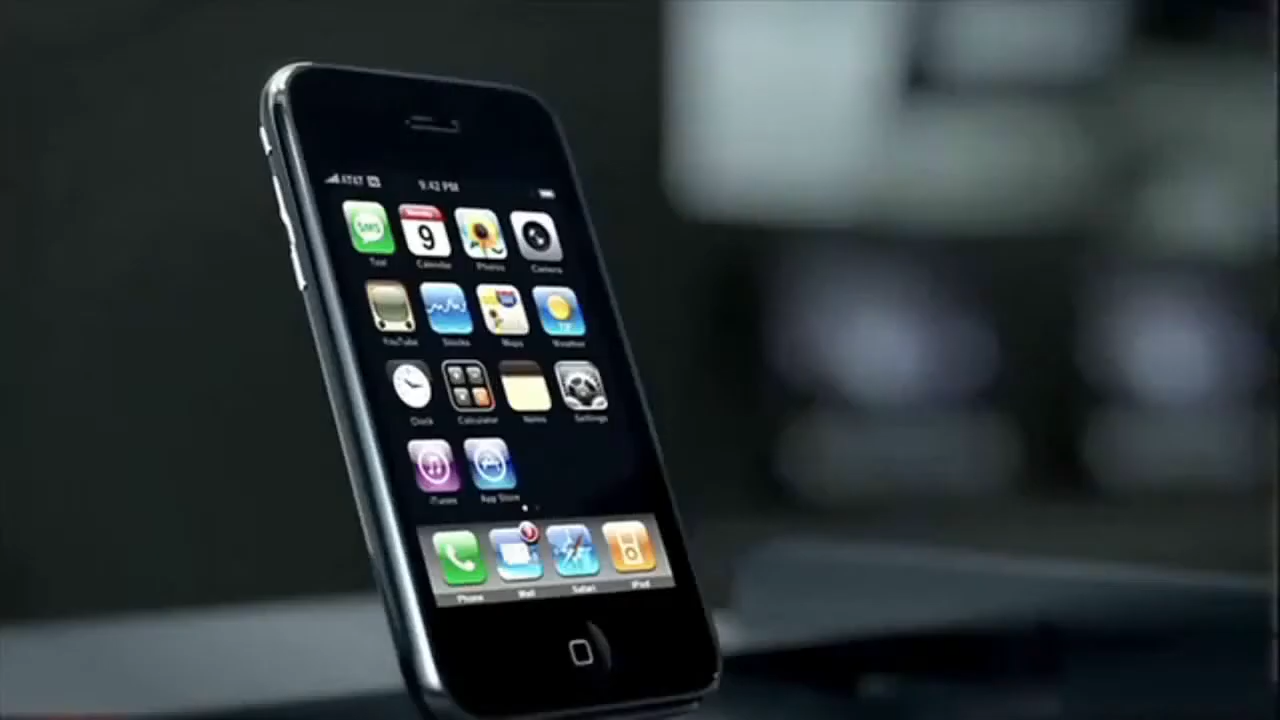 AT&T 9:42 PM
SMS 9
Text Calendar Photos Camera
YouTube Stocks Maps Weather
Clock Calculator Notes Settings
iTunes App Store
Phone Mail Safari iPod